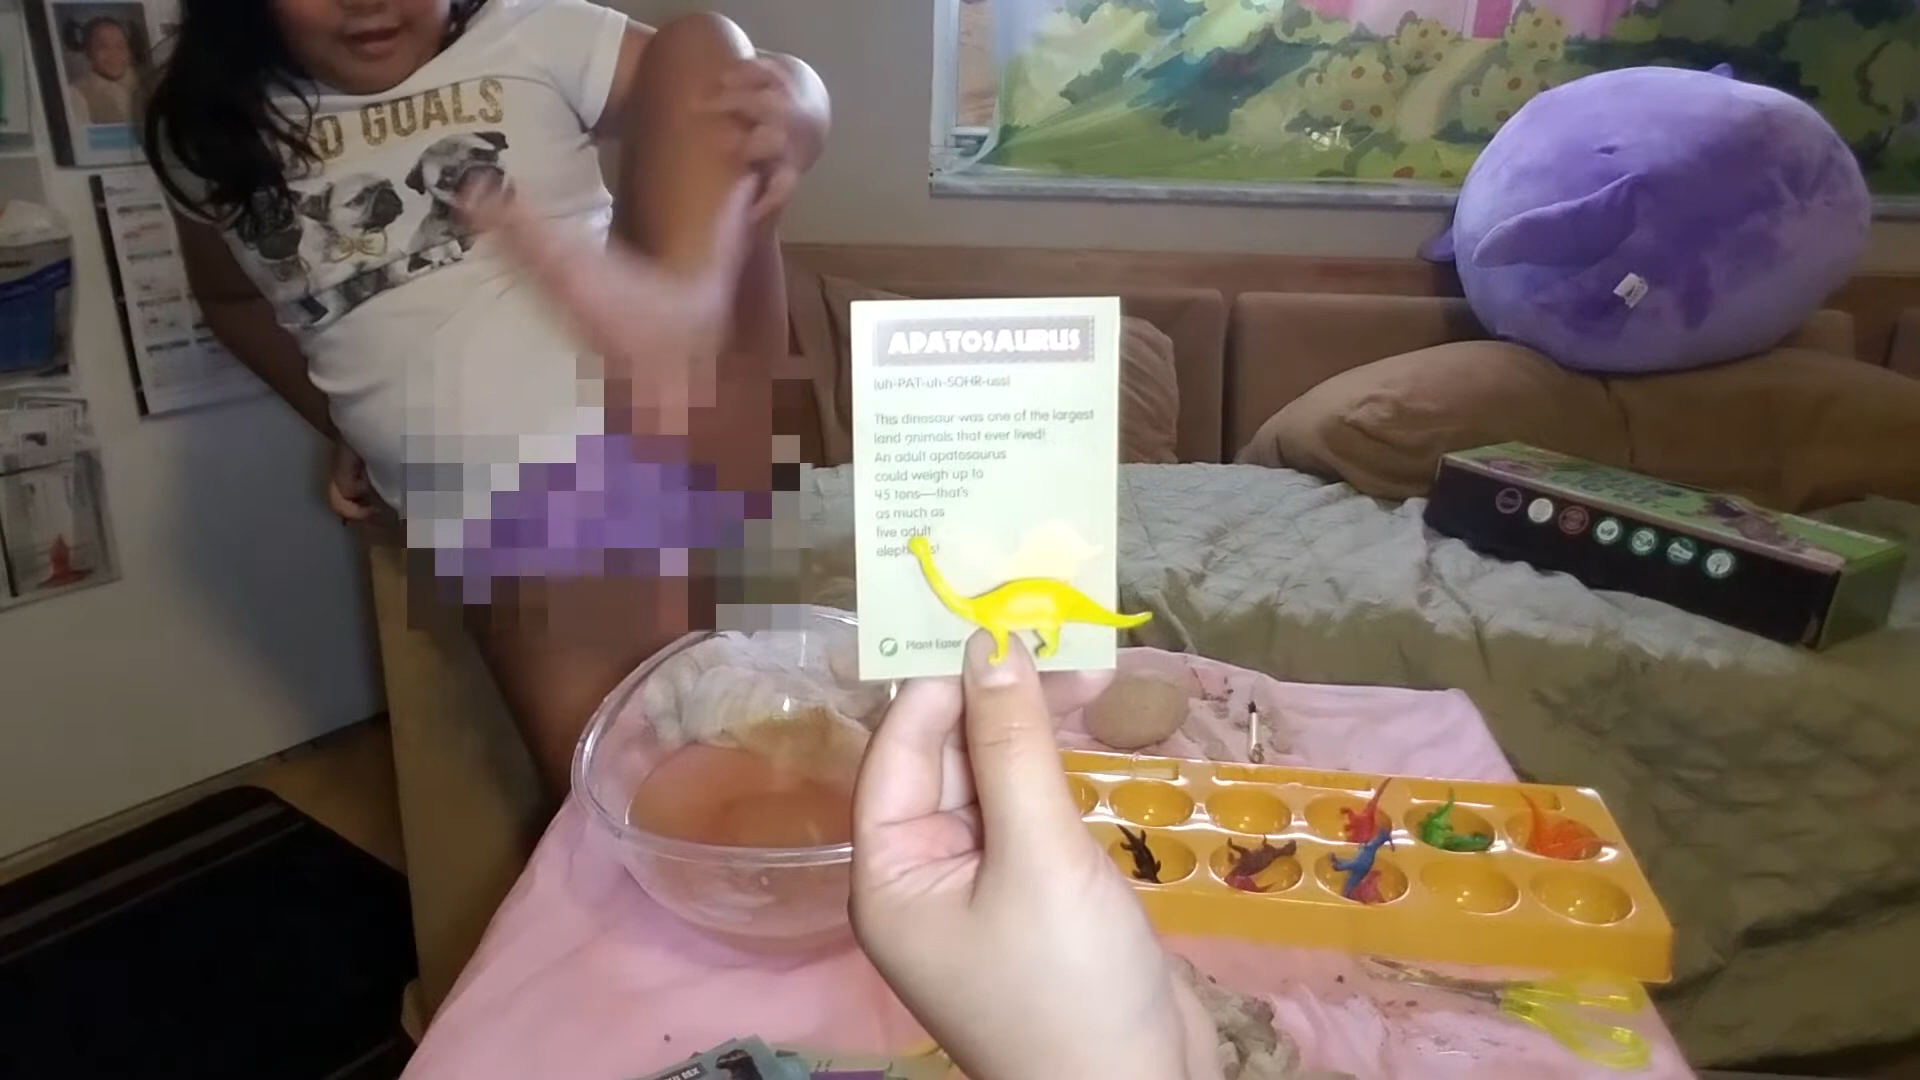 GOALS
APATOSAURUS
(uh-PAT-uh-SOHR-uss)
This dinosaur was one of the largest
land animals that ever lived!
An adult apatosaurus
could weigh up to
45 tons—that's
as much as
five adult
Plant Eater
REX